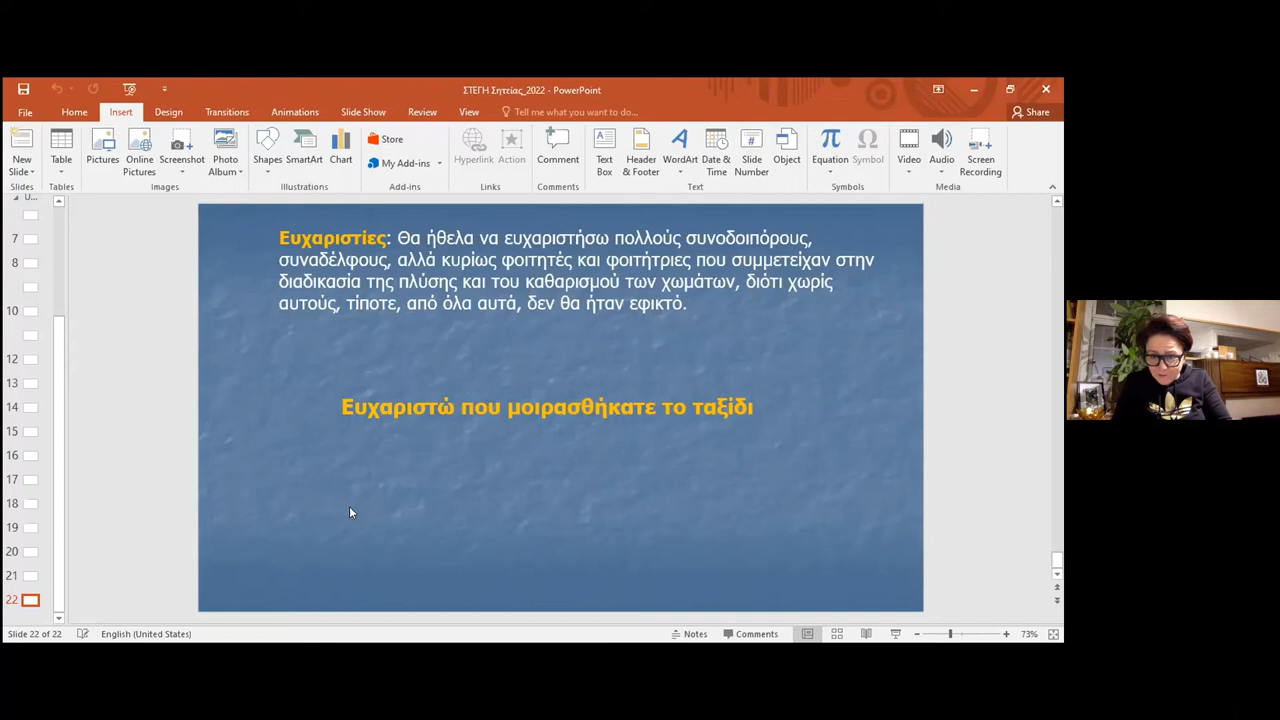 ΣΤΕΓΗ Σητείας_2022 - PowerPoint
File Home Insert Design Transitions Animations Slide Show Review View Tell me what you want to do... Share
New Slide Table Pictures Online Pictures Screenshot Photo Album Shapes SmartArt Chart Store My Add-ins Hyperlink Action Comment Text Box Header & Footer WordArt Date & Time Slide Number Object Equation Symbol Video Audio Screen Recording
Slides Tables Images Illustrations Add-ins Links Comments Text Symbols Media
U...
7
8
10
12
13
14
15
16
17
18
19
20
21
22
Ευχαριστίες: Θα ήθελα να ευχαριστήσω πολλούς συνοδοιπόρους,
συναδέλφους, αλλά κυρίως φοιτητές και φοιτήτριες που συμμετείχαν στην
διαδικασία της πλύσης και του καθαρισμού των χωμάτων, διότι χωρίς
αυτούς, τίποτε, από όλα αυτά, δεν θα ήταν εφικτό.
Ευχαριστώ που μοιρασθήκατε το ταξίδι
Slide 22 of 22 English (United States) Notes Comments 73%